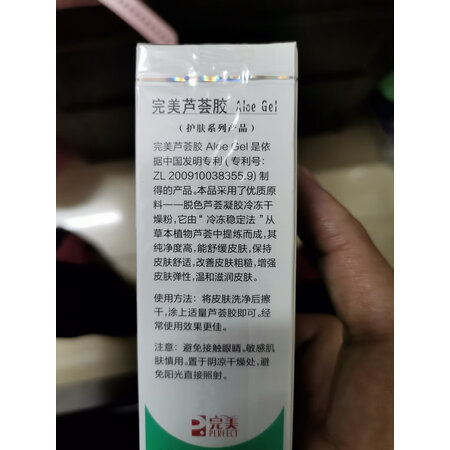 完美芦荟胶 Aloe Gel
（护肤系列产品）
完美芦荟胶 Aloe Gel 是依
据中国发明专利（专利号：
ZL 200910038355.9) 制
得的产品。本品采用了优质原
料——脱色芦荟凝胶冷冻干
燥粉，它由“冷冻稳定法”从
草本植物芦荟中提炼而成，其
纯净度高，能舒缓皮肤，保持
皮肤舒适，改善皮肤粗糙，增强
皮肤弹性，温和滋润皮肤。
使用方法：将皮肤洗净后擦
干，涂上适量芦荟胶即可。经
常使用效果更佳。
注意：避免接触眼睛。敏感肌
肤慎用。置于阴凉干燥处，避
免阳光直接照射。
完美
PERFECT